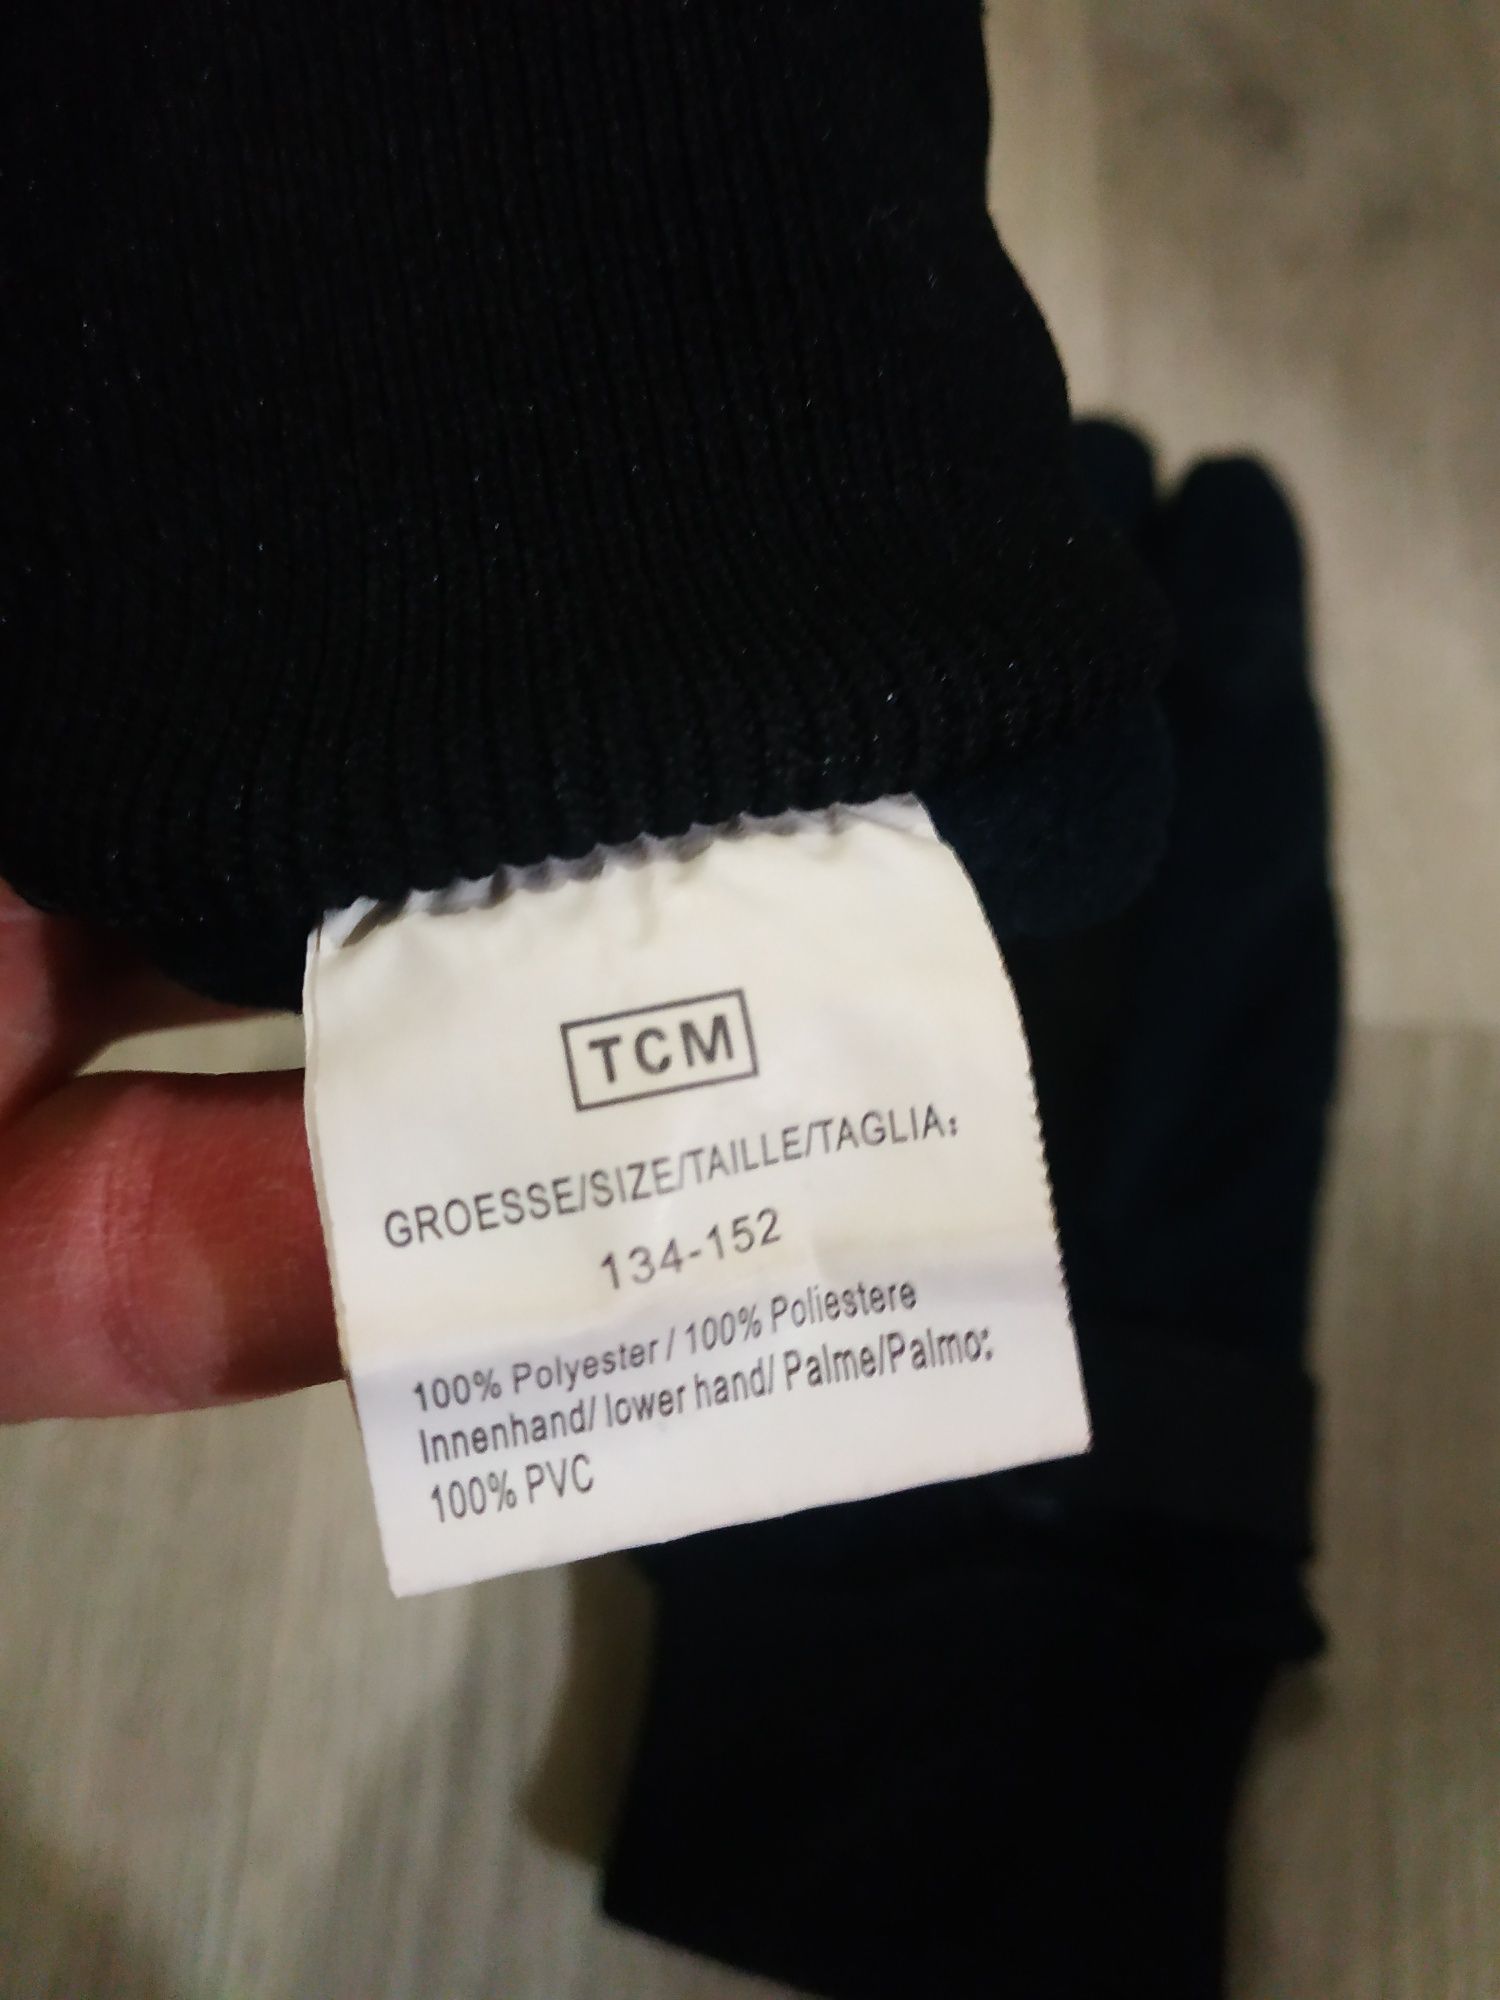 TCM
GROESSE/SIZE/TAILLE/TAGLIA:
134-152
100% Polyester / 100% Poliestere
Innenhand/ lower hand/ Palme/Palmo:
100% PVC